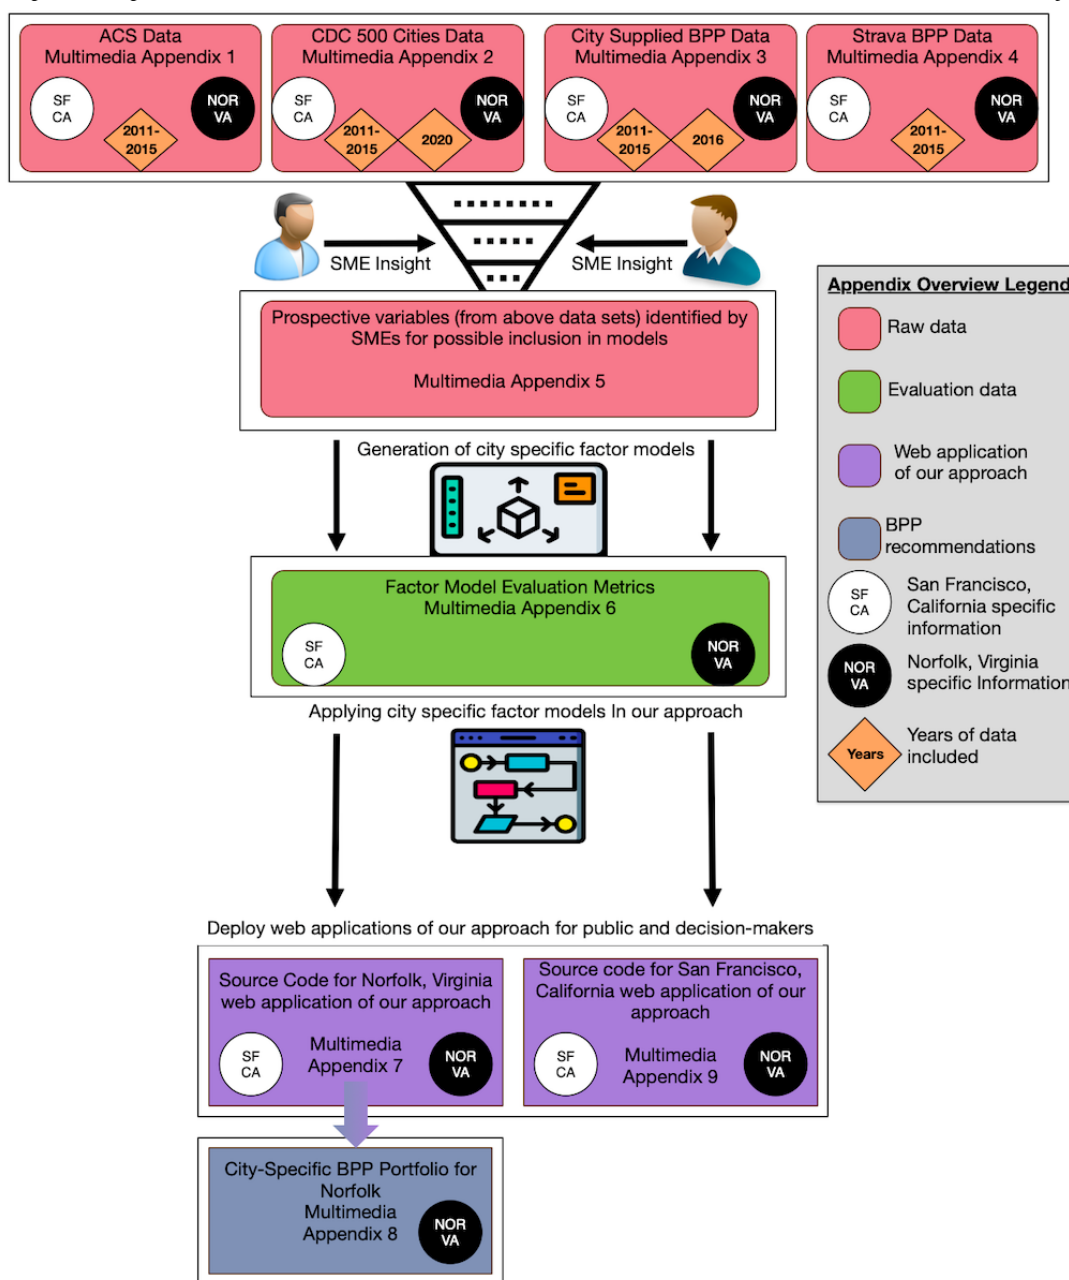 ACS Data
Multimedia Appendix 1
SF
CA
NOR
VA
2011-
2015
CDC 500 Cities Data
Multimedia Appendix 2
SF
CA
NOR
VA
2011-
2015
2020
City Supplied BPP Data
Multimedia Appendix 3
SF
CA
NOR
VA
2011-
2015
2016
Strava BPP Data
Multimedia Appendix 4
SF
CA
NOR
VA
2011-
2015
SME Insight
SME Insight
Prospective variables (from above data sets) identified by
SMEs for possible inclusion in models
Multimedia Appendix 5
Generation of city specific factor models
Factor Model Evaluation Metrics
Multimedia Appendix 6
SF
CA
NOR
VA
Applying city specific factor models In our approach
Deploy web applications of our approach for public and decision-makers
Source Code for Norfolk, Virginia
web application of our approach
Multimedia
Appendix 7
SF
CA
NOR
VA
Source code for San Francisco,
California web application of our
approach
Multimedia
Appendix 9
SF
CA
NOR
VA
City-Specific BPP Portfolio for
Norfolk
Multimedia
Appendix 8
NOR
VA
Appendix Overview Legend
Raw data
Evaluation data
Web application
of our approach
BPP
recommendations
SF
CA
San Francisco,
California specific
information
NOR
VA
Norfolk, Virginia
specific Information
Years
Years of data
included